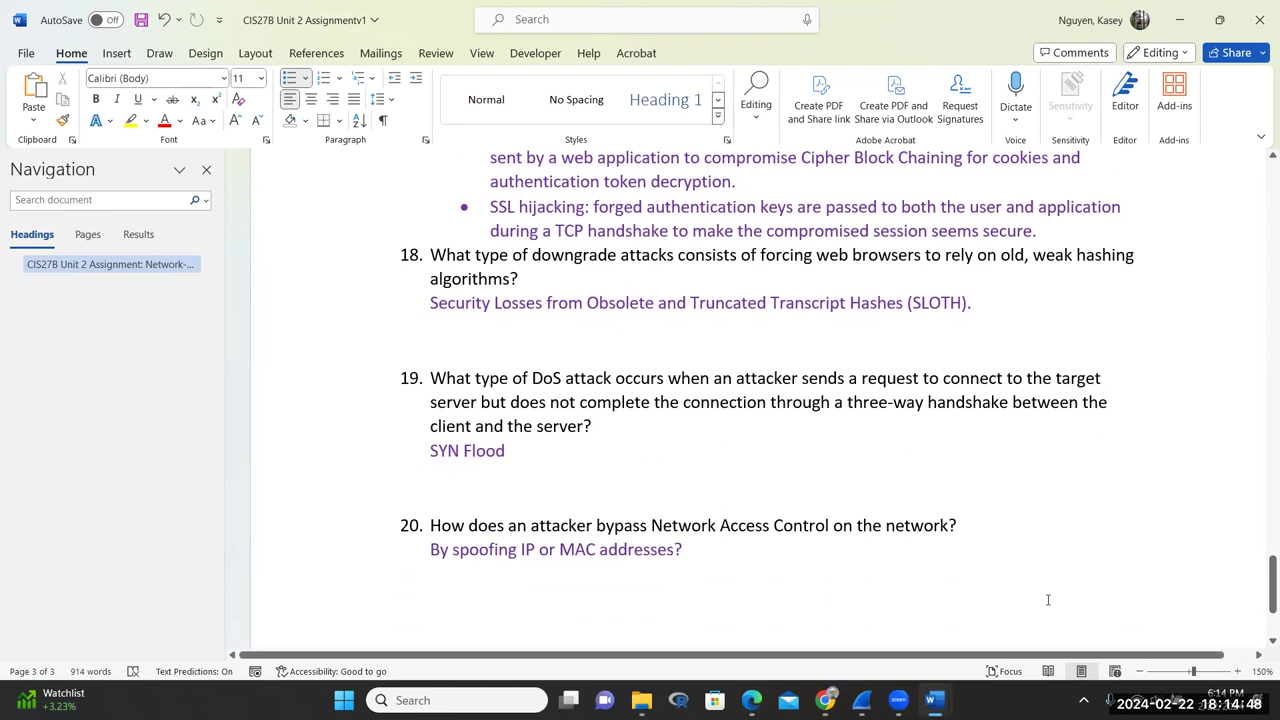 AutoSave Off CIS27B Unit 2 Assignmentv1 Search Nguyen, Kasey
File Home Insert Draw Design Layout References Mailings Review View Developer Help Acrobat Comments Editing Share
Calibri (Body) 11
Paste
Normal No Spacing Heading 1
Editing
Create PDF and Share link
Create PDF and Share via Outlook
Request Signatures
Dictate
Sensitivity
Editor
Add-ins
Clipboard Font Paragraph Styles Adobe Acrobat Voice Sensitivity Editor Add-ins
Navigation
Search document
Headings Pages Results
CIS27B Unit 2 Assignment: Network-...
sent by a web application to compromise Cipher Block Chaining for cookies and
authentication token decryption.
• SSL hijacking: forged authentication keys are passed to both the user and application
during a TCP handshake to make the compromised session seems secure.
18. What type of downgrade attacks consists of forcing web browsers to rely on old, weak hashing
algorithms?
Security Losses from Obsolete and Truncated Transcript Hashes (SLOTH).
19. What type of DoS attack occurs when an attacker sends a request to connect to the target
server but does not complete the connection through a three-way handshake between the
client and the server?
SYN Flood
20. How does an attacker bypass Network Access Control on the network?
By spoofing IP or MAC addresses?
Page 3 of 3 914 words Text Predictions: On Accessibility: Good to go Focus 150%
Watchlist
+3.23%
Search
6:14 PM
2024-02-22 18:14:48